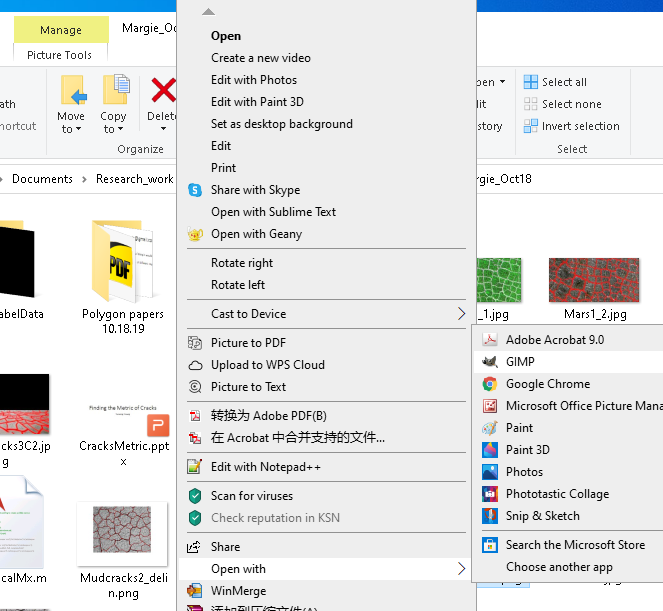 Manage
Margie_Oc
Picture Tools
ath
hortcut
Move
to
Copy
to
Delet
Organize
pen
dit
story
Select all
Select none
Invert selection
Select
Documents
Research_work
rgie_Oct18
Open
Create a new video
Edit with Photos
Edit with Paint 3D
Set as desktop background
Edit
Print
Share with Skype
Open with Sublime Text
Open with Geany
Rotate right
Rotate left
Cast to Device
Picture to PDF
Upload to WPS Cloud
Picture to Text
转换为 Adobe PDF(B)
在 Acrobat 中合并支持的文件...
Edit with Notepad++
Scan for viruses
Check reputation in KSN
Share
Open with
WinMerge
添加到压缩文件(A)
abelData
PDF
Polygon papers
10.18.19
_1.jpg
Mars1_2.jpg
cks3C2.jp
g
Finding the Metric of Cracks
P
CracksMetric.ppt
x
calMx.m
Mudcracks2_deli
n.png
Adobe Acrobat 9.0
GIMP
Google Chrome
Microsoft Office Picture Mana
Paint
Paint 3D
Photos
Phototastic Collage
Snip & Sketch
Search the Microsoft Store
Choose another app